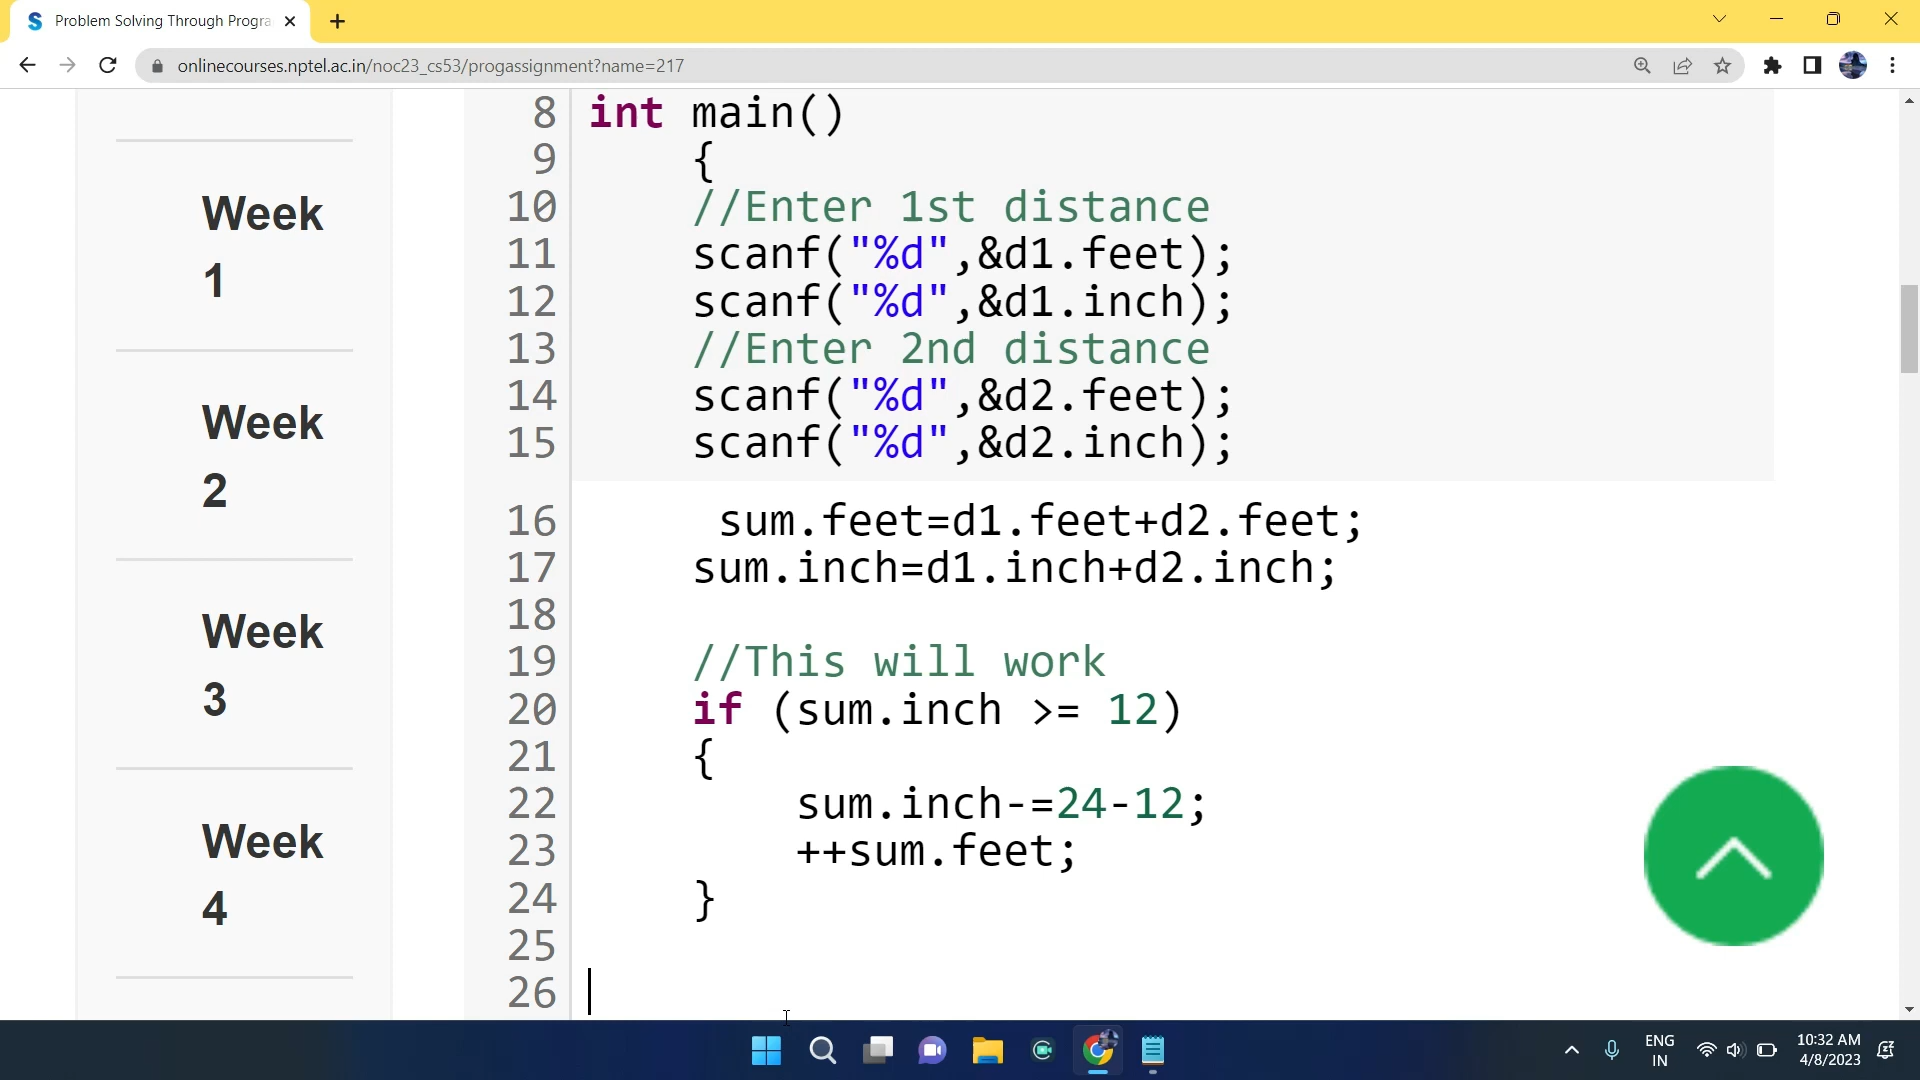 Problem Solving Through Progra
onlinecourses.nptel.ac.in/noc23_cs53/progassignment?name=217
Week
1
Week
2
Week
3
Week
4
8 int main()
9 {
10 //Enter 1st distance
11 scanf("%d",&d1.feet);
12 scanf("%d",&d1.inch);
13 //Enter 2nd distance
14 scanf("%d",&d2.feet);
15 scanf("%d",&d2.inch);
16 sum.feet=d1.feet+d2.feet;
17 sum.inch=d1.inch+d2.inch;
18
19 //This will work
20 if (sum.inch >= 12)
21 {
22 sum.inch-=24-12;
23 ++sum.feet;
24 }
25
26
ENG
IN
10:32 AM
4/8/2023